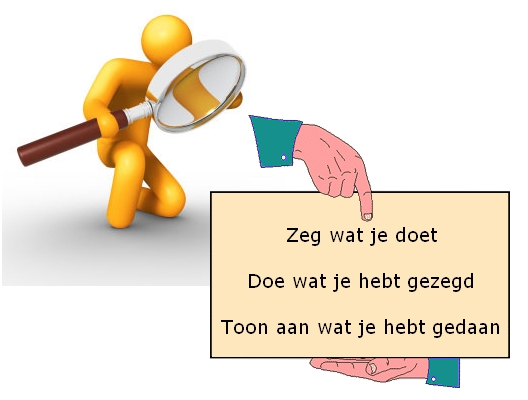 Zeg wat je doet
Doe wat je hebt gezegd
Toon aan wat je hebt gedaan